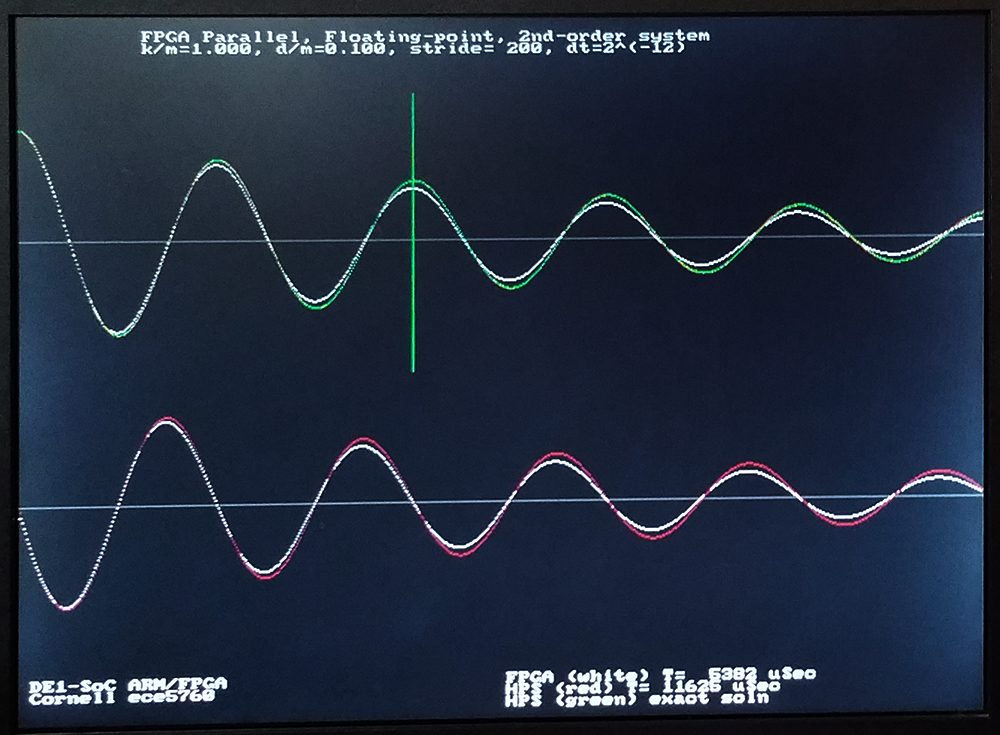 FPGA Parallel, Floating-point, 2nd-order system
k/m=1.000, d/m=0.100, stride= 200, dt=2^(-12)
DE1-SoC ARM/FPGA
Cornell ece5760
FPGA (white) T= 5382 uSec
HPS (red) T= 11625 uSec
HPS (green) exact soln